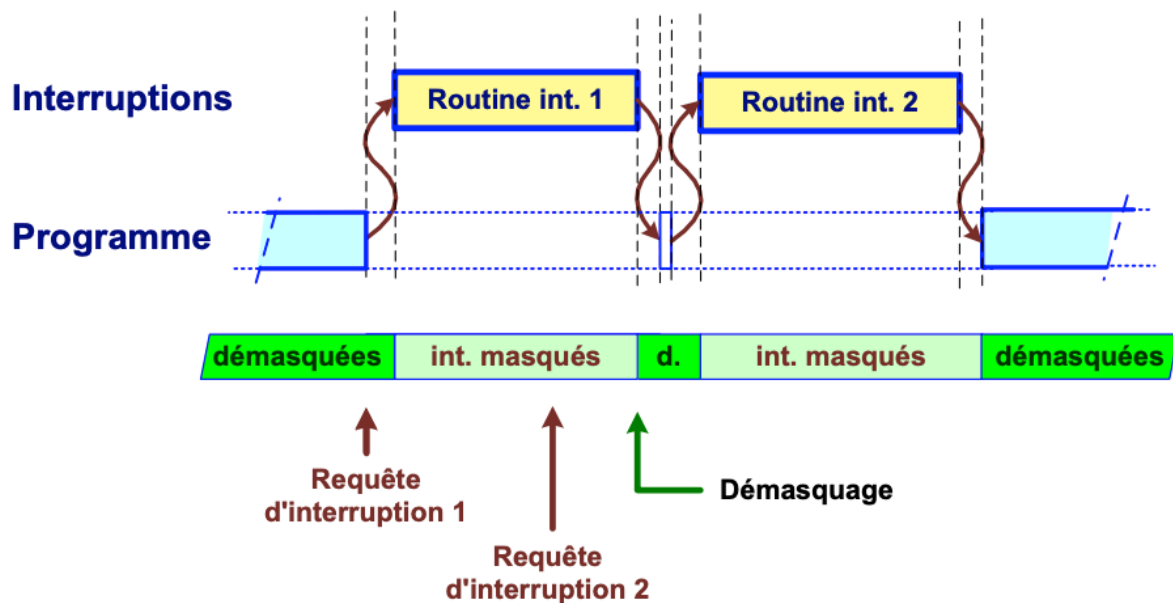 Interruptions
Routine int. 1
Routine int. 2
Programme
démasquées
int. masqués
d.
int. masqués
démasquées
Requête
d'interruption 1
Démasquage
Requête
d'interruption 2